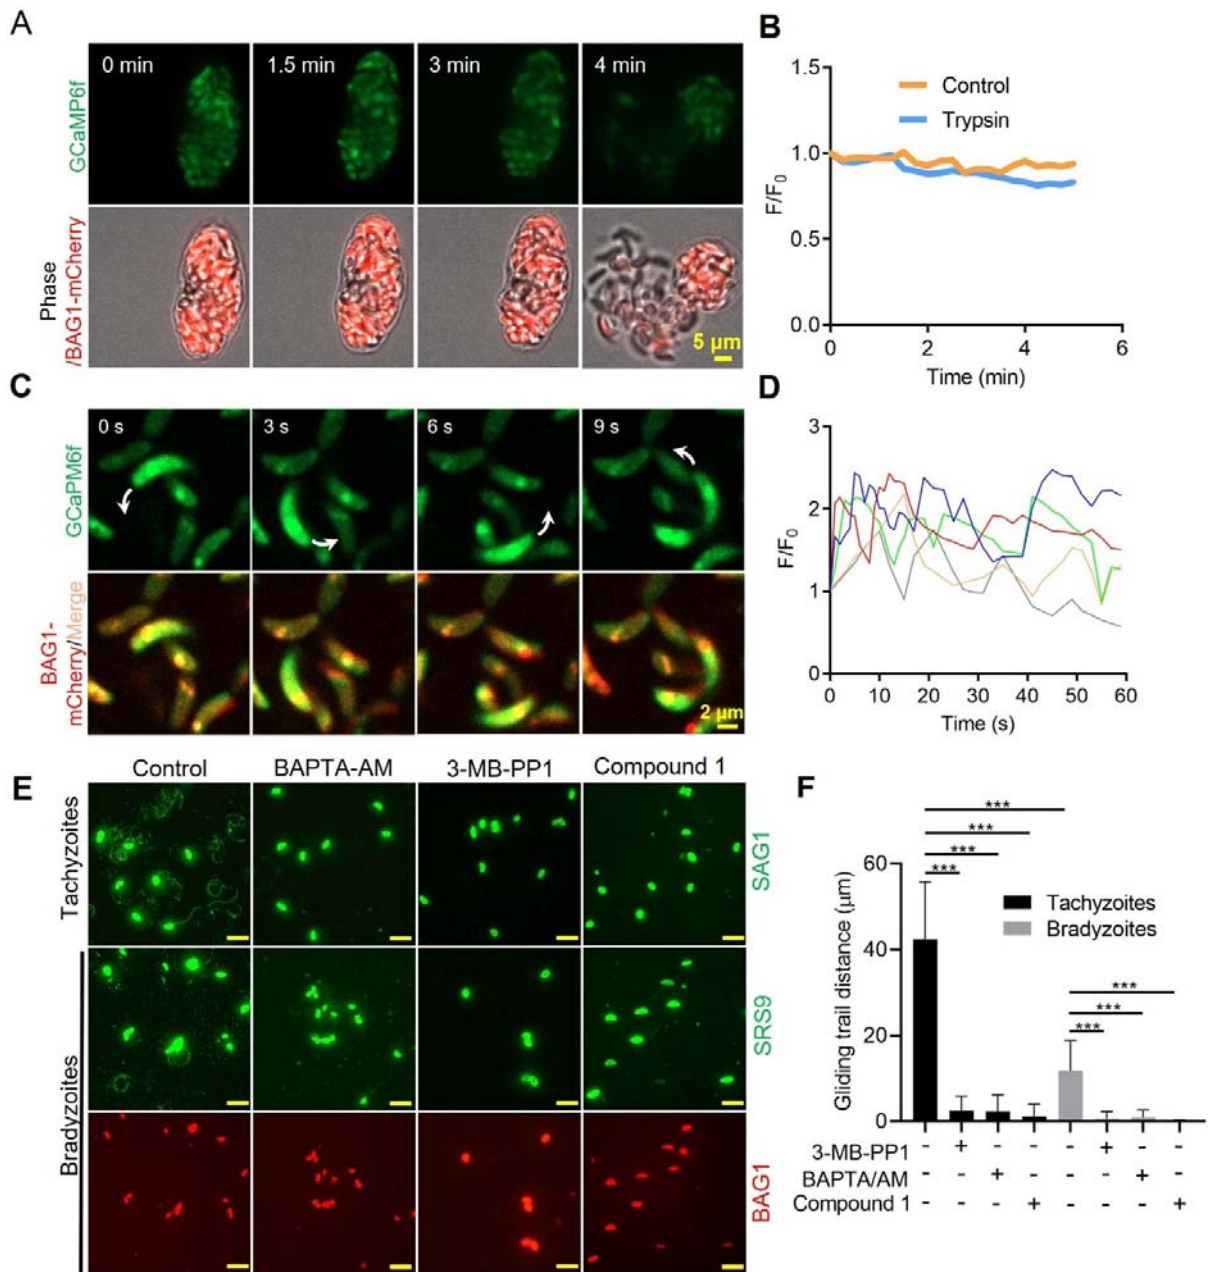 A
0 min
1.5 min
3 min
4 min
GCaMP6f
Phase
/BAG1-mCherry
5 µm
B
1.5
1.0
0.5
0.0
F/F0
Control
Trypsin
0
2
4
6
Time (min)
C
0 s
3 s
6 s
9 s
GCaPM6f
BAG1-
mCherry/Merge
2 µm
D
3
2
1
0
F/F0
0
10
20
30
40
50
60
Time (s)
E
Control
BAPTA-AM
3-MB-PP1
Compound 1
Tachyzoites
Bradyzoites
SAG1
SRS9
BAG1
F
***
***
***
***
60
40
20
0
Gliding trail distance (µm)
Tachyzoites
Bradyzoites
***
***
***
3-MB-PP1 - + - - - + - -
BAPTA/AM - - + - - - + -
Compound 1 - - - + - - - +